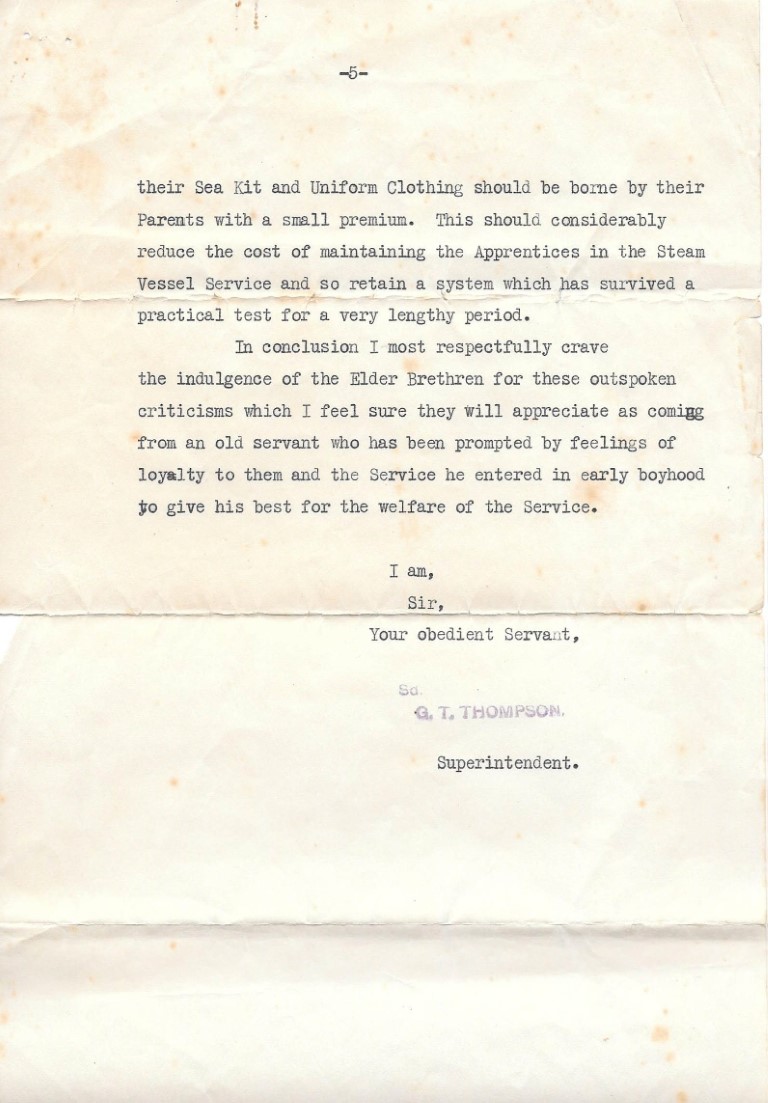 -5-
their Sea Kit and Uniform Clothing should be borne by their
Parents with a small premium. This should considerably
reduce the cost of maintaining the Apprentices in the Steam
Vessel Service and so retain a system which has survived a
practical test for a very lengthy period.
In conclusion I most respectfully crave
the indulgence of the Elder Brethren for these outspoken
criticisms which I feel sure they will appreciate as coming
from an old servant who has been prompted by feelings of
loyalty to them and the Service he entered in early boyhood
to give his best for the welfare of the Service.
I am,
Sir,
Your obedient Servant,
Sd.
G. T. THOMPSON.
Superintendent.